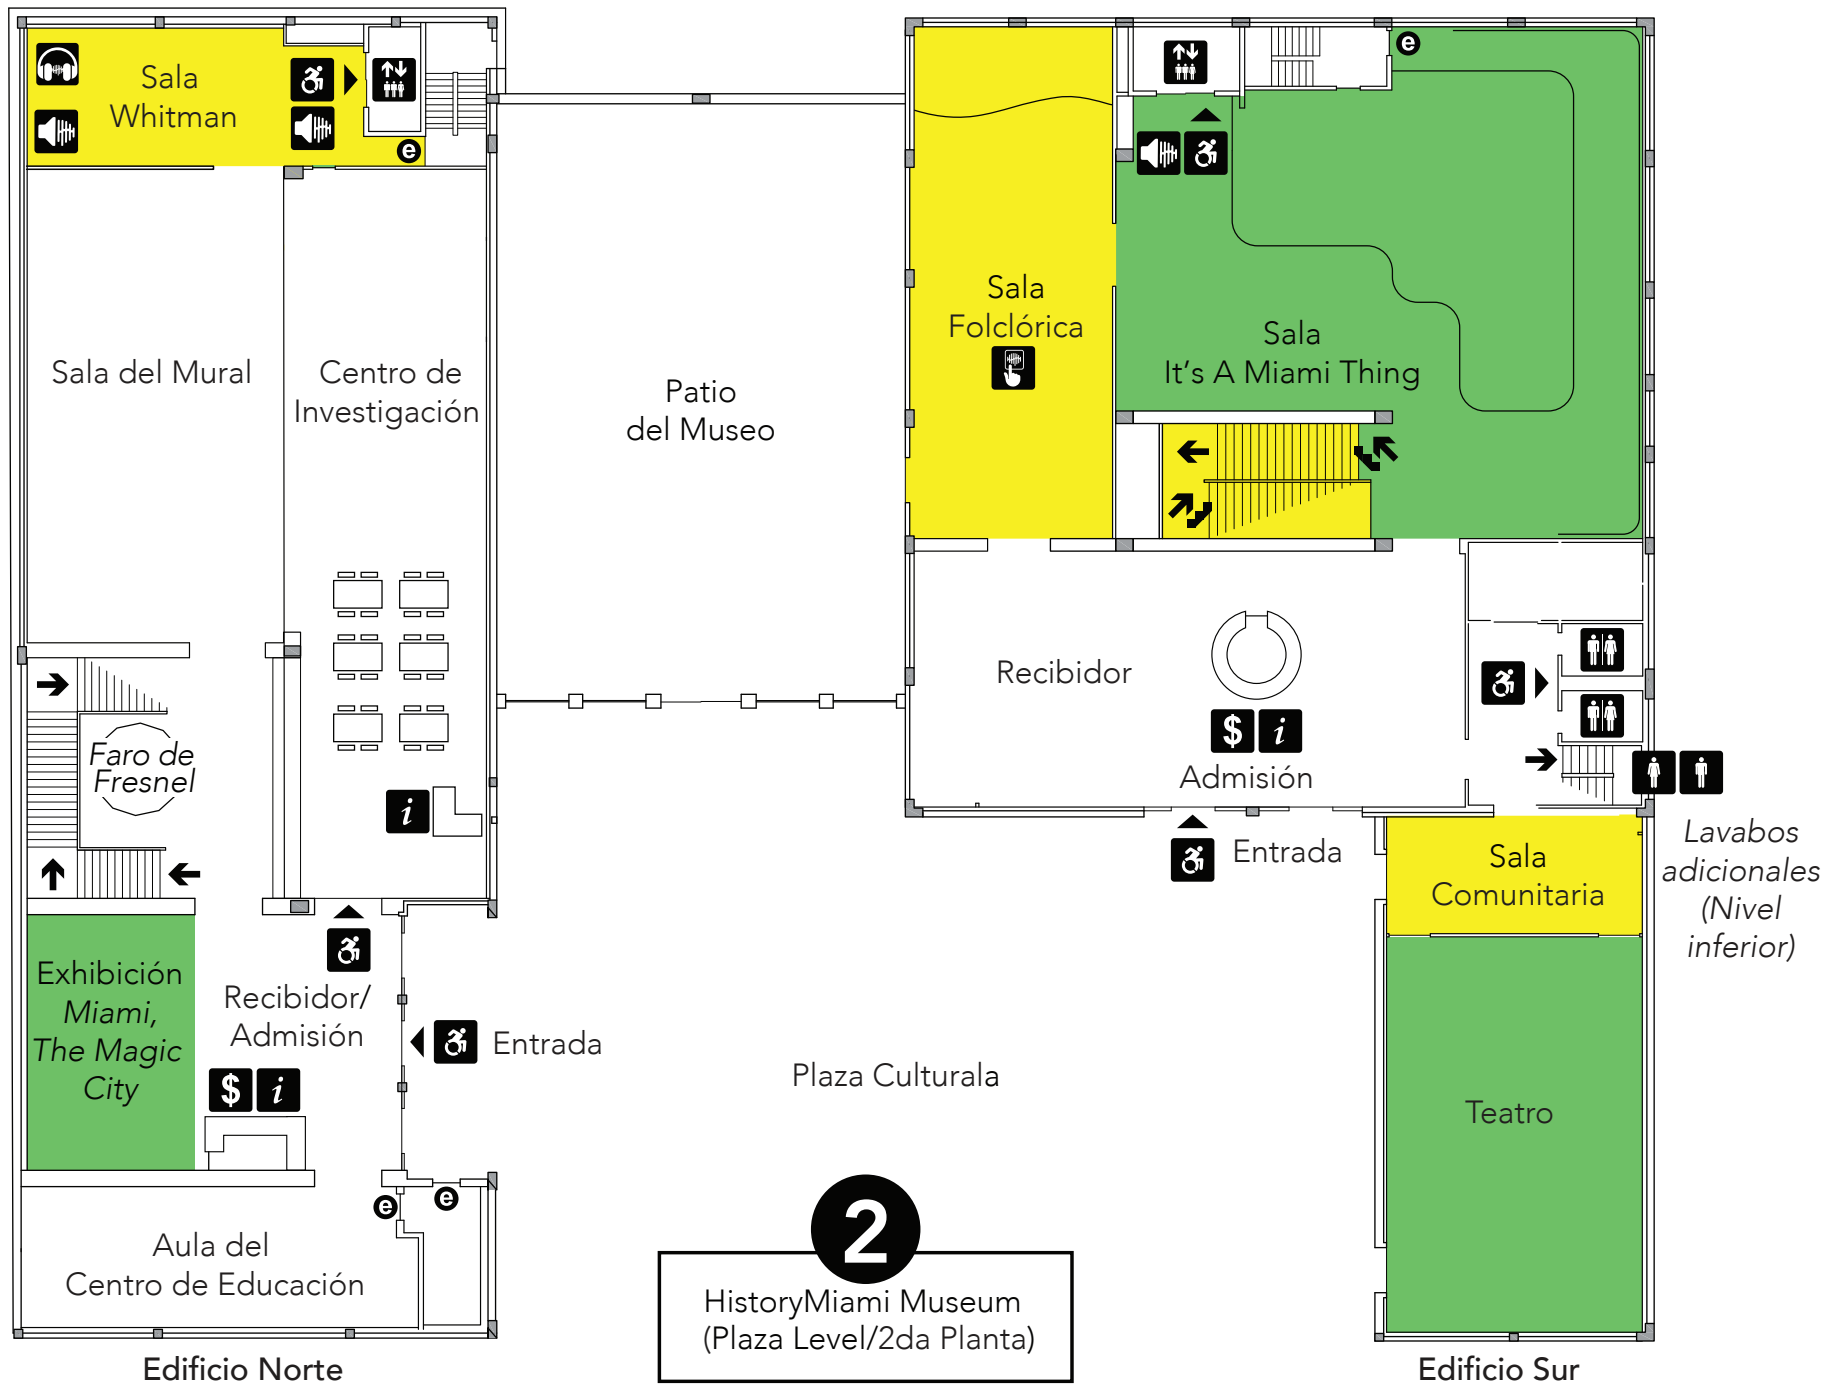 Sala
Whitman
e
e
Sala del Mural
Centro de
Investigación
Patio
del Museo
Sala
Folclórica
Sala
It's A Miami Thing
Faro de
Fresnel
i
Recibidor
$ i
Admisión
Entrada
Sala
Comunitaria
Lavabos
adicionales
(Nivel
inferior)
Exhibición
Miami,
The Magic
City
Recibidor/
Admisión
$ i
Entrada
Plaza Culturala
Teatro
e
e
Aula del
Centro de Educación
2
HistoryMiami Museum
(Plaza Level/2da Planta)
Edificio Norte
Edificio Sur